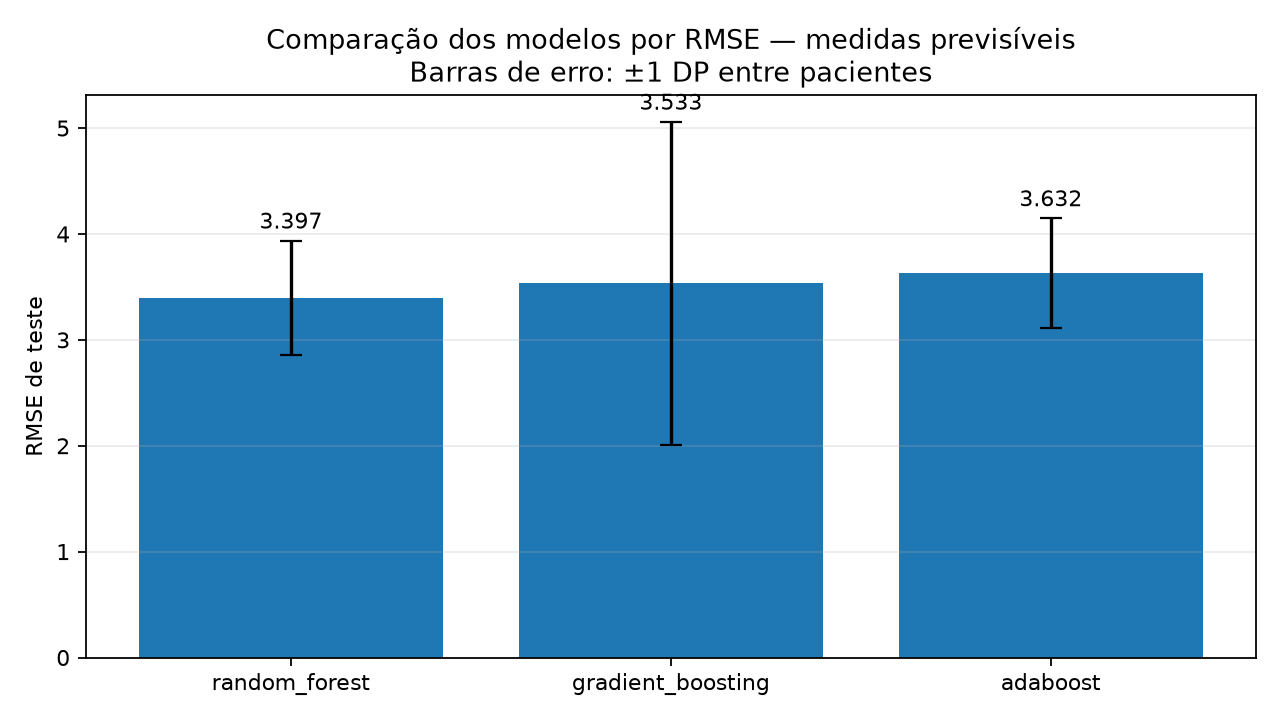 Comparação dos modelos por RMSE — medidas previsíveis
Barras de erro: ±1 DP entre pacientes
3.533
5
3.397
3.632
4
3
2
1
0
RMSE de teste
random_forest
gradient_boosting
adaboost